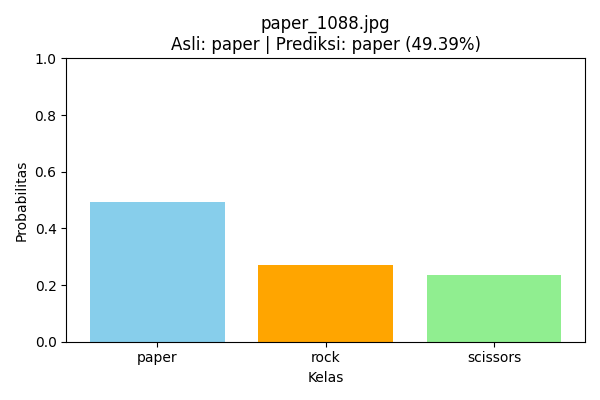 paper_1088.jpg
Asli: paper | Prediksi: paper (49.39%)
1.0
0.8
0.6
0.4
0.2
0.0
Probabilitas
paper rock scissors
Kelas